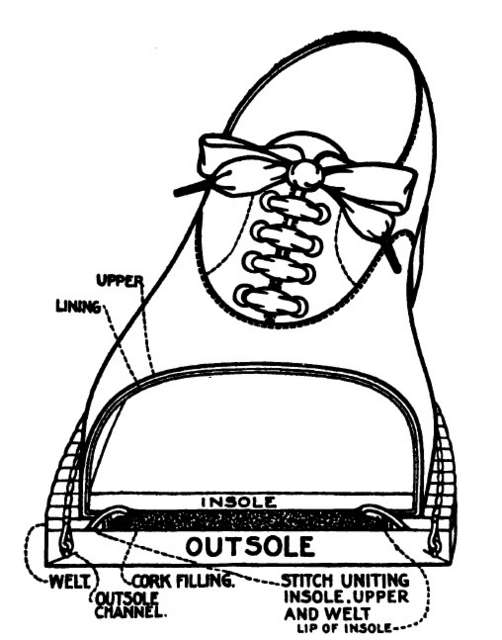 UPPER
LINING
INSOLE
OUTSOLE
WELT.
CORK FILLING.
STITCH UNITING
INSOLE, UPPER
AND WELT
OUTSOLE
CHANNEL.
LIP OF INSOLE